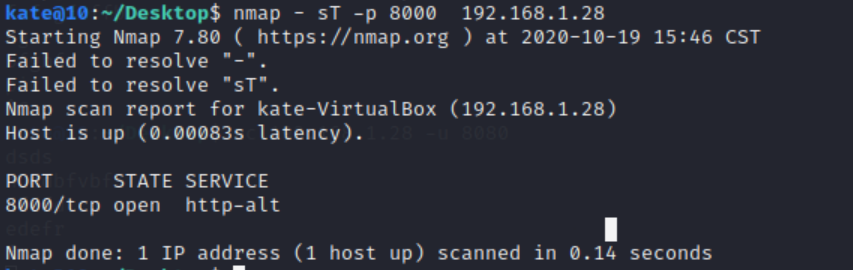 kate@10:~/Desktop$ nmap - sT -p 8000  192.168.1.28
Starting Nmap 7.80 ( https://nmap.org ) at 2020-10-19 15:46 CST
Failed to resolve "-".
Failed to resolve "sT".
Nmap scan report for kate-VirtualBox (192.168.1.28)
Host is up (0.00083s latency).
PORT     STATE SERVICE
8000/tcp open  http-alt
Nmap done: 1 IP address (1 host up) scanned in 0.14 seconds